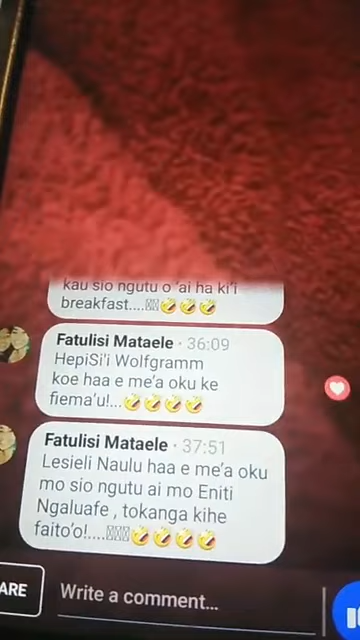 kau sio ngutu o 'ai ha ki'i
breakfast....🤣🤣🤣
Fatulisi Mataele · 36:09
HepiSi'i Wolfgramm
koe haa e me'a oku ke
fiema'u!...🤣🤣🤣🤣
Fatulisi Mataele · 37:51
Lesieli Naulu haa e me'a oku
mo sio ngutu ai mo Eniti
Ngaluafe , tokanga kihe
faito'o!....🤣🤣🤣🤣
ARE
Write a comment...